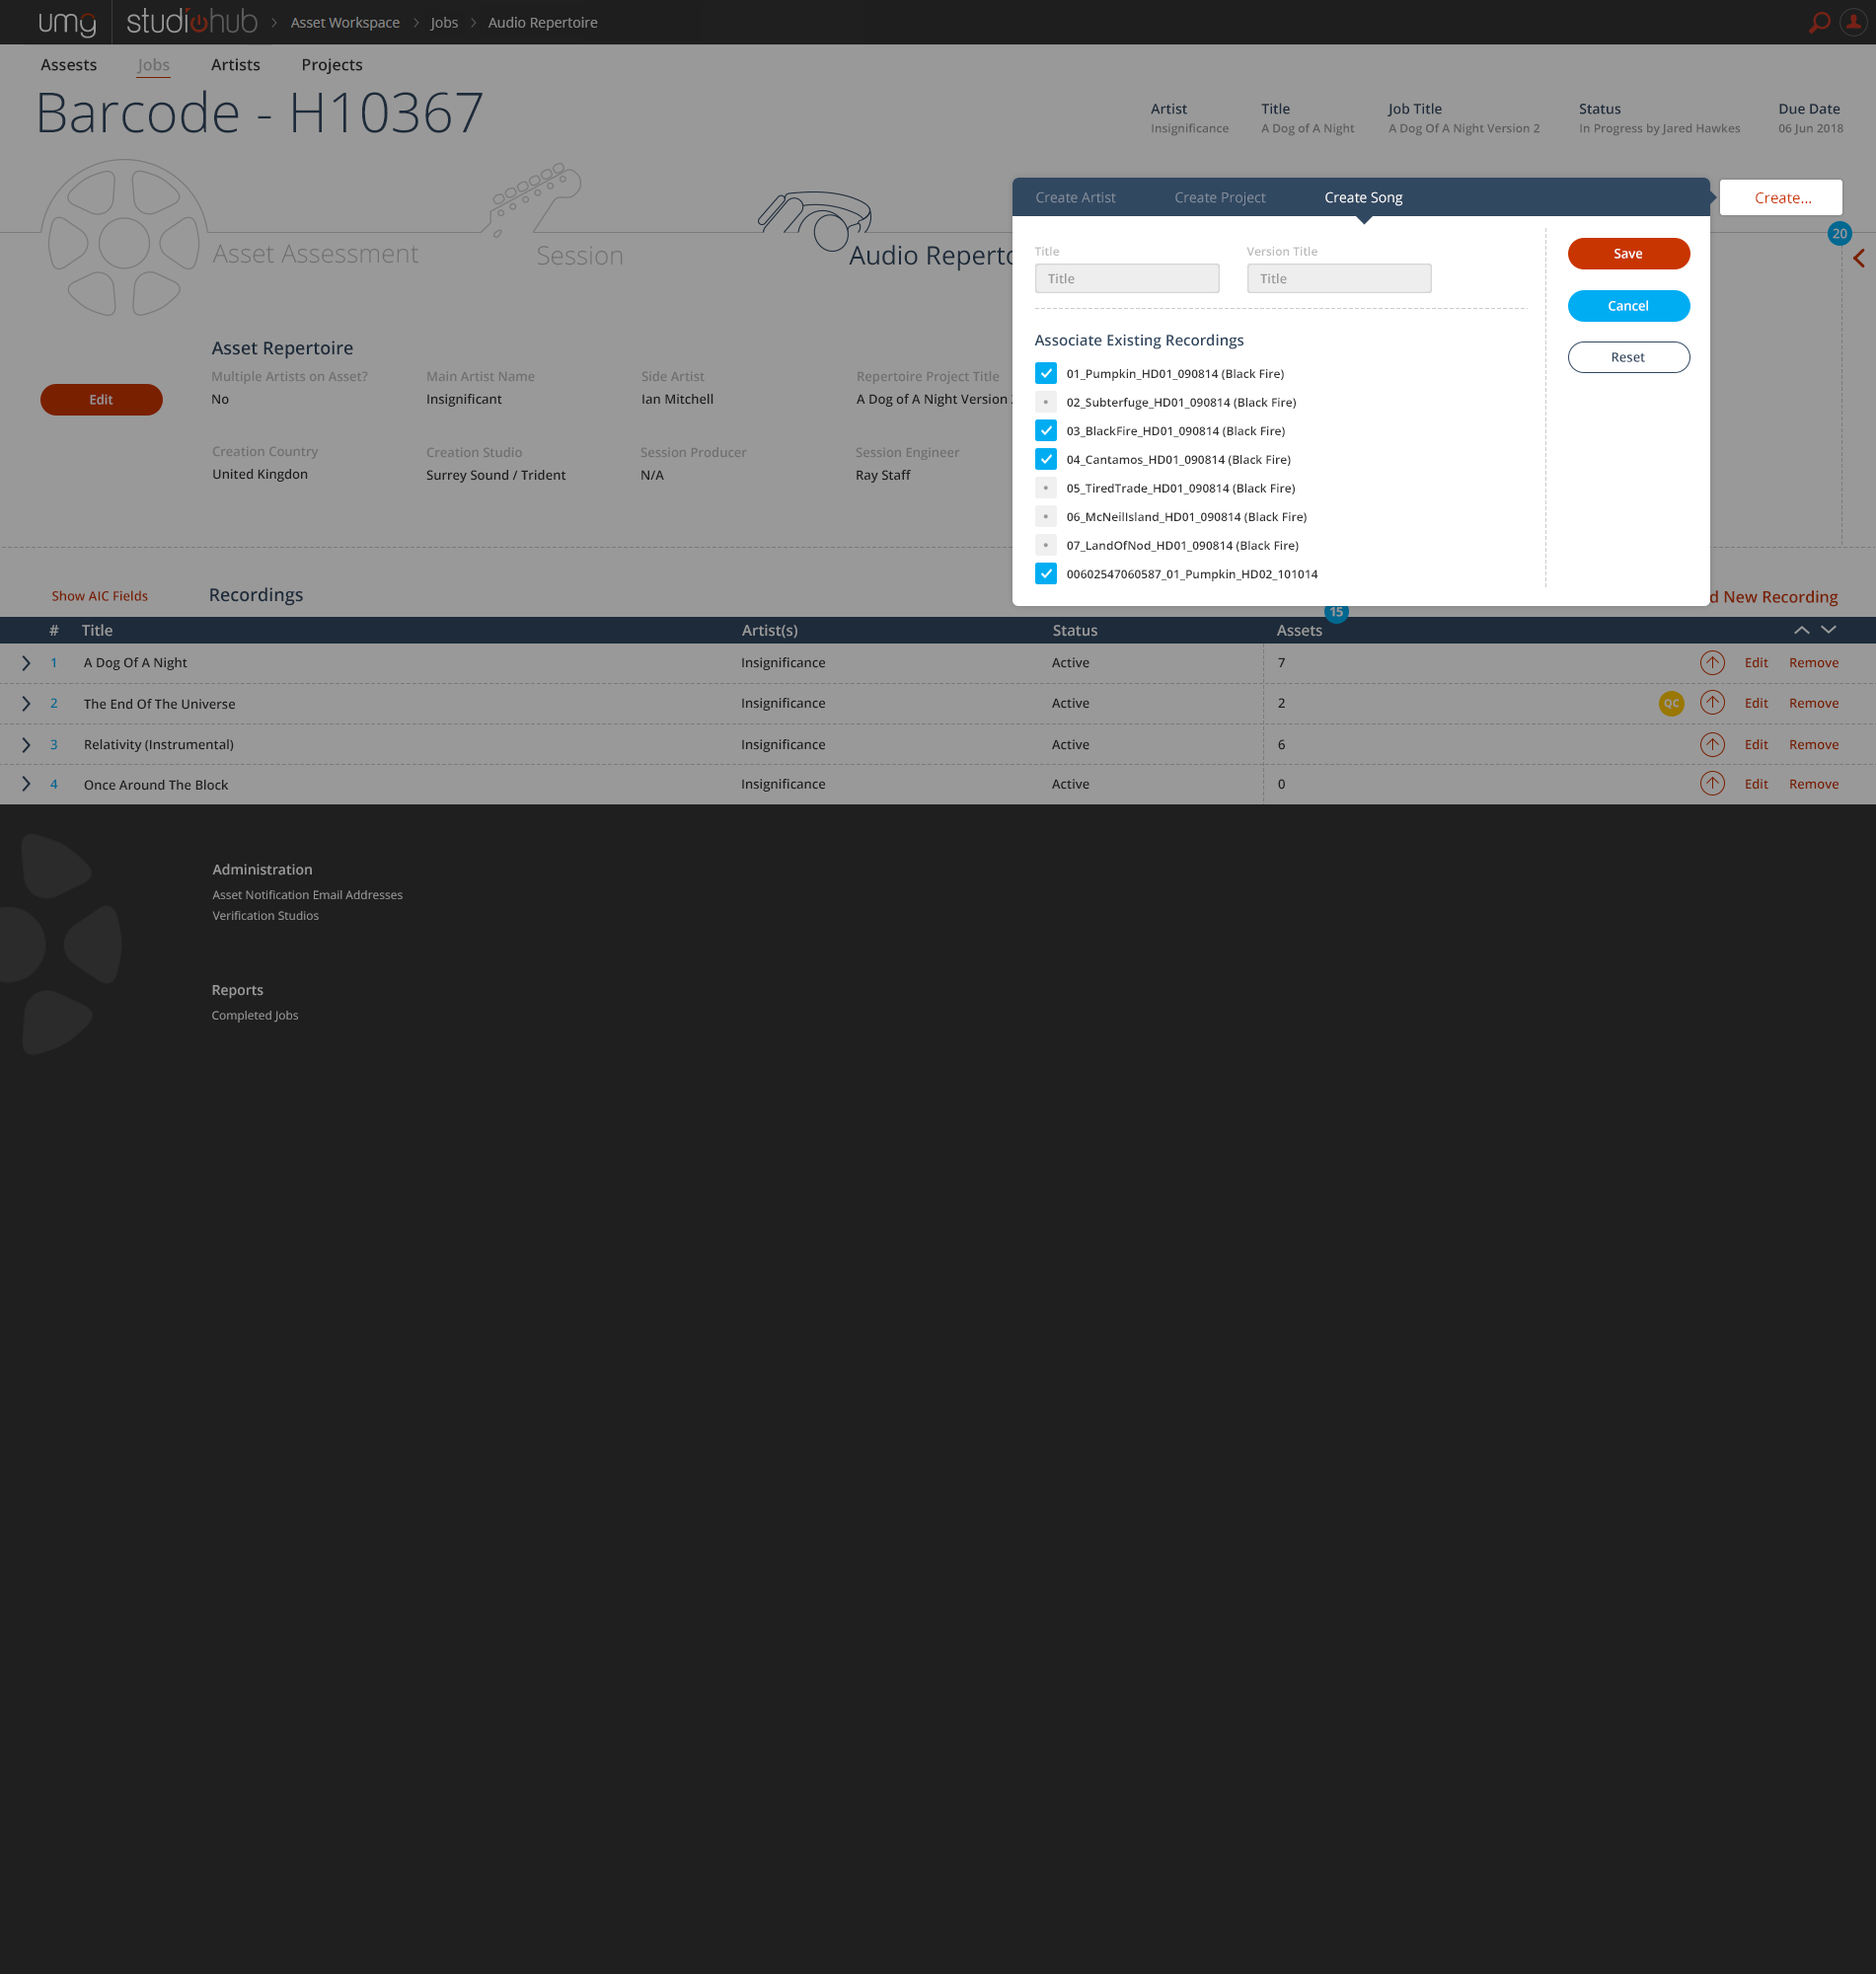 umg studiohub > Asset Workspace > Jobs > Audio Repertoire
Assests Jobs Artists Projects
Barcode - H10367
Artist Title Job Title Status Due Date
Insignificance A Dog of A Night A Dog Of A Night Version 2 In Progress by Jared Hawkes 06 Jun 2018
Create Artist Create Project Create Song
Create...
20
Asset Assessment Session Audio Reperto
Title Version Title
Title Title
Save
Cancel
Reset
Associate Existing Recordings
01_Pumpkin_HD01_090814 (Black Fire)
02_Subterfuge_HD01_090814 (Black Fire)
03_BlackFire_HD01_090814 (Black Fire)
04_Cantamos_HD01_090814 (Black Fire)
05_TiredTrade_HD01_090814 (Black Fire)
06_McNeilIsland_HD01_090814 (Black Fire)
07_LandOfNod_HD01_090814 (Black Fire)
00602547060587_01_Pumpkin_HD02_101014
Asset Repertoire
Multiple Artists on Asset? Main Artist Name Side Artist Repertoire Project Title
Edit
No Insignificant Ian Mitchell A Dog of A Night Version
Creation Country Creation Studio Session Producer Session Engineer
United Kingdon Surrey Sound / Trident N/A Ray Staff
Show AIC Fields Recordings d New Recording
15
# Title Artist(s) Status Assets
1 A Dog Of A Night Insignificance Active 7 Edit Remove
2 The End Of The Universe Insignificance Active 2 QC Edit Remove
3 Relativity (Instrumental) Insignificance Active 6 Edit Remove
4 Once Around The Block Insignificance Active 0 Edit Remove
Administration
Asset Notification Email Addresses
Verification Studios
Reports
Completed Jobs